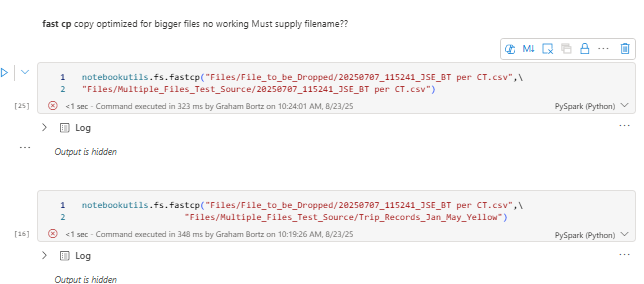 fast cp copy optimized for bigger files no working Must supply filename??
M↓ ...
1 notebookutils.fs.fastcp("Files/File_to_be_Dropped/20250707_115241_JSE_BT per CT.csv",\
2 "Files/Multiple_Files_Test_Source/20250707_115241_JSE_BT per CT.csv")
[25] <1 sec - Command executed in 323 ms by Graham Bortz on 10:24:01 AM, 8/23/25 PySpark (Python)
Log ...
... Output is hidden
1 notebookutils.fs.fastcp("Files/File_to_be_Dropped/20250707_115241_JSE_BT per CT.csv",\
2 "Files/Multiple_Files_Test_Source/Trip_Records_Jan_May_Yellow")
[16] <1 sec - Command executed in 348 ms by Graham Bortz on 10:19:26 AM, 8/23/25 PySpark (Python)
Log ...
Output is hidden